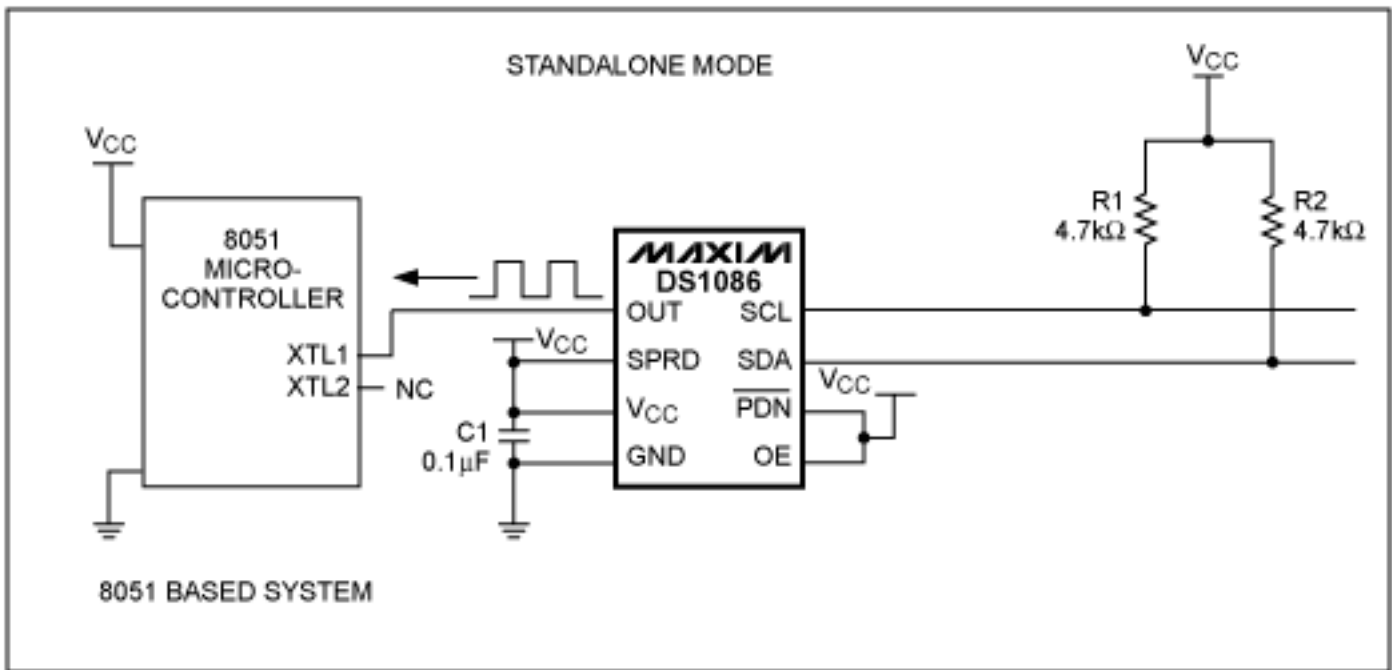 STANDALONE MODE
VCC
VCC
8051
MICRO-
CONTROLLER
XTL1
XTL2
NC
MAXIM
DS1086
OUT
SCL
SPRD
SDA
VCC
PDN
GND
OE
VCC
C1
0.1µF
VCC
R1
4.7kΩ
R2
4.7kΩ
8051 BASED SYSTEM